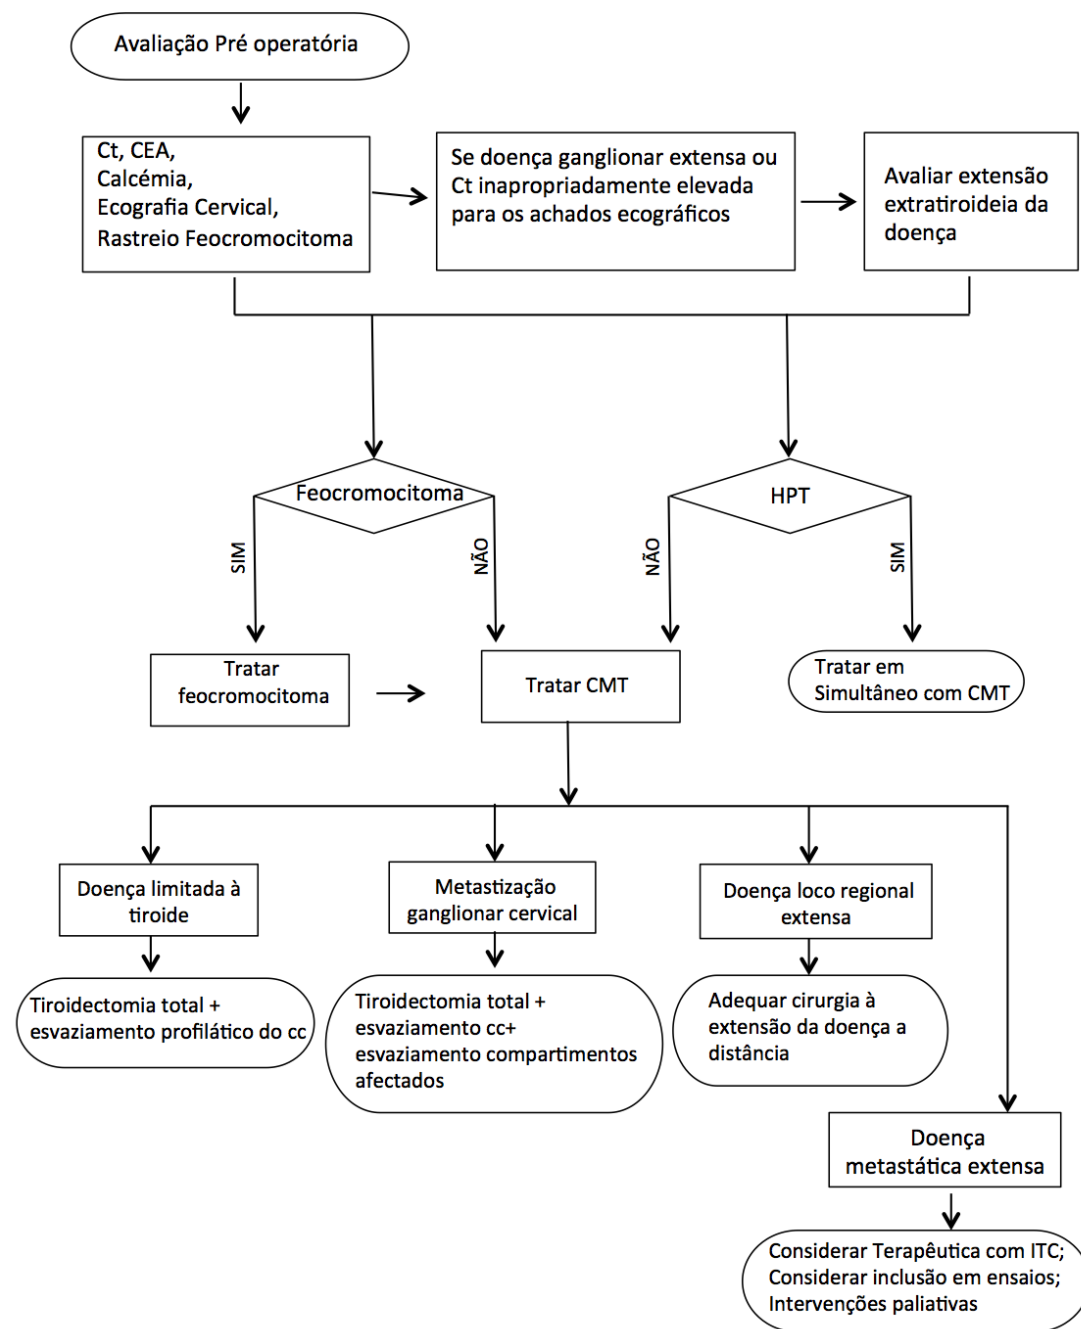 Avaliação Pré operatória
Ct, CEA,
Calcémia,
Ecografia Cervical,
Rastreio Feocromocitoma
Se doença ganglionar extensa ou
Ct inapropriadamente elevada
para os achados ecográficos
Avaliar extensão
extratiroideia da
doença
Feocromocitoma
HPT
SIM
NÃO
NÃO
SIM
Tratar
feocromocitoma
Tratar CMT
Tratar em
Simultâneo com CMT
Doença limitada à
tiroide
Metastização
ganglionar cervical
Doença loco regional
extensa
Tiroidectomia total +
esvaziamento profilático do cc
Tiroidectomia total +
esvaziamento cc+
esvaziamento compartimentos
afectados
Adequar cirurgia à
extensão da doença a
distância
Doença
metastática extensa
Considerar Terapêutica com ITC;
Considerar inclusão em ensaios;
Intervenções paliativas